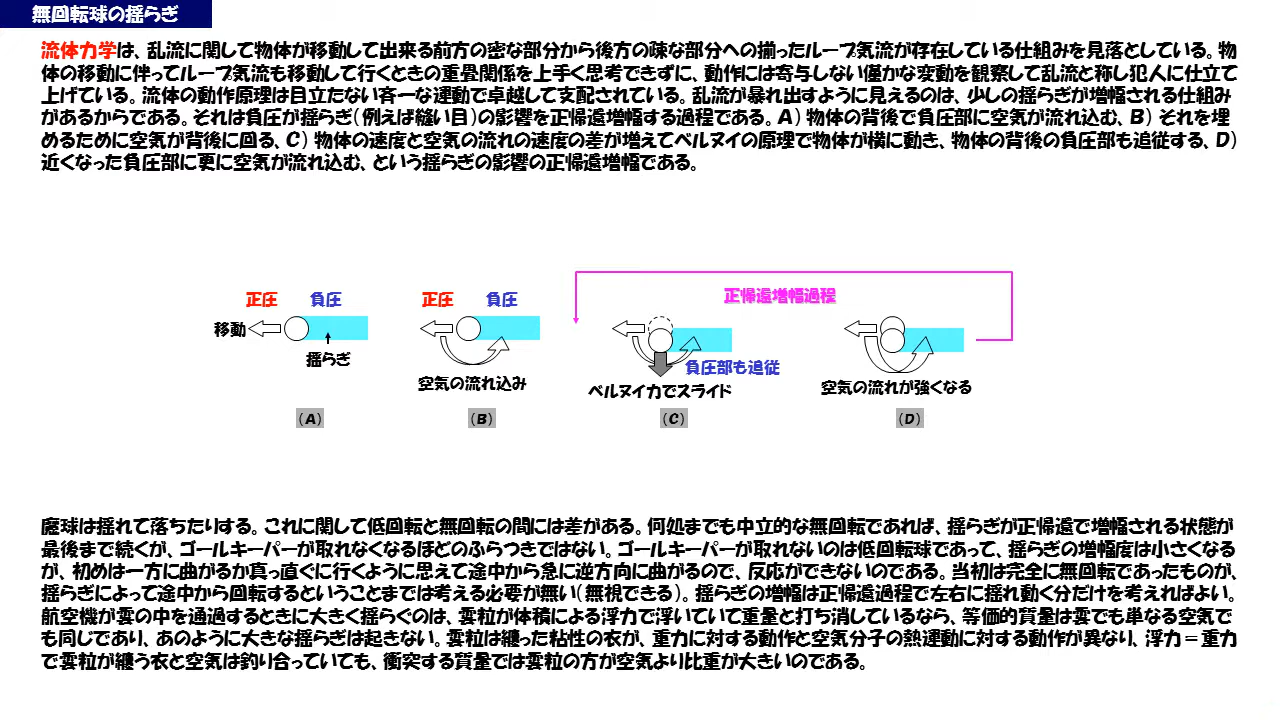 無回転球の揺らぎ
流体力学は、乱流に関して物体が移動して出来る前方の密な部分から後方の疎な部分への揃ったループ気流が存在している仕組みを見落としている。物
体の移動に伴ってループ気流も移動して行くときの重畳関係を上手く思考できずに、動作には寄与しない僅かな変動を観察して乱流と称し犯人に仕立て
上げている。流体の動作原理は目立たない斉一な運動で卓越して支配されている。乱流が暴れ出すように見えるのは、少しの揺らぎが増幅される仕組み
があるからである。それは負圧が揺らぎ（例えば縫い目）の影響を正帰還増幅する過程である。A）物体の背後で負圧部に空気が流れ込む、B）それを埋
めるために空気が背後に回る、C）物体の速度と空気の流れの速度の差が増えてベルヌイの原理で物体が横に動き、物体の背後の負圧部も追従する、D）
近くなった負圧部に更に空気が流れ込む、という揺らぎの影響の正帰還増幅である。
正圧 負圧 正圧 負圧 正帰還増幅過程
移動
揺らぎ
負圧部も追従
空気の流れ込み
ベルヌイ力でスライド
空気の流れが強くなる
（A） （B） （C） （D）
魔球は揺れて落ちたりする。これに関して低回転と無回転の間には差がある。何処までも中立的な無回転であれば、揺らぎが正帰還で増幅される状態が
最後まで続くが、ゴールキーパーが取れなくなるほどのふらつきではない。ゴールキーパーが取れないのは低回転球であって、揺らぎの増幅度は小さくなる
が、初めは一方に曲がるか真っ直ぐに行くように思えて途中から急に逆方向に曲がるので、反応ができないのである。当初は完全に無回転であったものが、
揺らぎによって途中から回転するということまでは考える必要が無い（無視できる）。揺らぎの増幅は正帰還過程で左右に揺れ動く分だけを考えればよい。
航空機が雲の中を通過するときに大きく揺らぐのは、雲粒が体積による浮力で浮いていて重量と打ち消しているなら、等価的質量は雲でも単なる空気で
も同じであり、あのように大きな揺らぎは起きない。雲粒は纏った粘性の衣が、重力に対する動作と空気分子の熱運動に対する動作が異なり、浮力＝重力
で雲粒が纏う衣と空気は釣り合っていても、衝突する質量では雲粒の方が空気より比重が大きいのである。